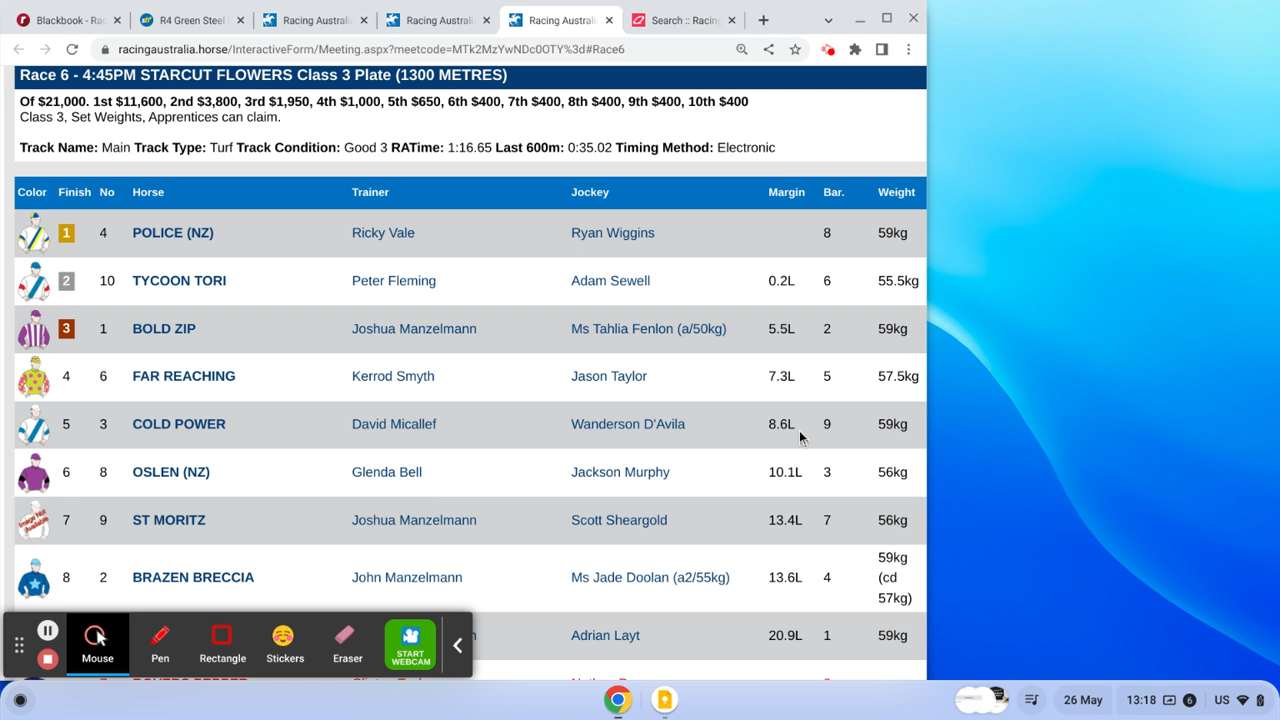 Blackbook - Rac
R4 Green Steel
Racing Australi
Racing Australi
Racing Australi
Search :: Racin
racingaustralia.horse/InteractiveForm/Meeting.aspx?meetcode=MTk2MzYwNDc0OTY%3d#Race6
Race 6 - 4:45PM STARCUT FLOWERS Class 3 Plate (1300 METRES)
Of $21,000. 1st $11,600, 2nd $3,800, 3rd $1,950, 4th $1,000, 5th $650, 6th $400, 7th $400, 8th $400, 9th $400, 10th $400
Class 3, Set Weights, Apprentices can claim.
Track Name: Main Track Type: Turf Track Condition: Good 3 RATime: 1:16.65 Last 600m: 0:35.02 Timing Method: Electronic
Color Finish No Horse Trainer Jockey Margin Bar. Weight
1 4 POLICE (NZ) Ricky Vale Ryan Wiggins 8 59kg
2 10 TYCOON TORI Peter Fleming Adam Sewell 0.2L 6 55.5kg
3 1 BOLD ZIP Joshua Manzelmann Ms Tahlia Fenlon (a/50kg) 5.5L 2 59kg
4 6 FAR REACHING Kerrod Smyth Jason Taylor 7.3L 5 57.5kg
5 3 COLD POWER David Micallef Wanderson D'Avila 8.6L 9 59kg
6 8 OSLEN (NZ) Glenda Bell Jackson Murphy 10.1L 3 56kg
Image Not Available 7 9 ST MORITZ Joshua Manzelmann Scott Sheargold 13.4L 7 56kg
8 2 BRAZEN BRECCIA John Manzelmann Ms Jade Doolan (a2/55kg) 13.6L 4 59kg
(cd
57kg)
Adrian Layt 20.9L 1 59kg
Mouse
Pen
Rectangle
Stickers
Eraser
START
WEBCAM
26 May
13:18
6
US